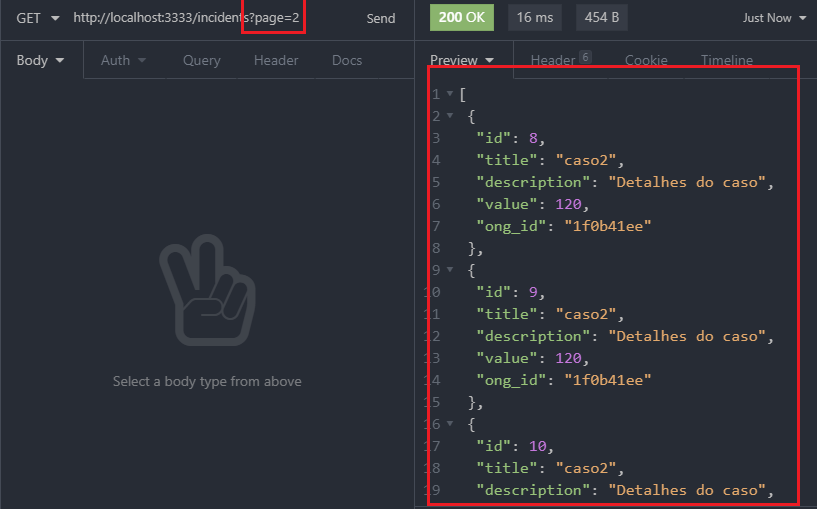 GET http://localhost:3333/incidents?page=2 Send
200 OK 16 ms 454 B Just Now
Body Auth Query Header Docs
Preview Header 6 Cookie Timeline
Select a body type from above
1 [
2 {
3 "id": 8,
4 "title": "caso2",
5 "description": "Detalhes do caso",
6 "value": 120,
7 "ong_id": "1f0b41ee"
8 },
9 {
10 "id": 9,
11 "title": "caso2",
12 "description": "Detalhes do caso",
13 "value": 120,
14 "ong_id": "1f0b41ee"
15 },
16 {
17 "id": 10,
18 "title": "caso2",
19 "description": "Detalhes do caso",